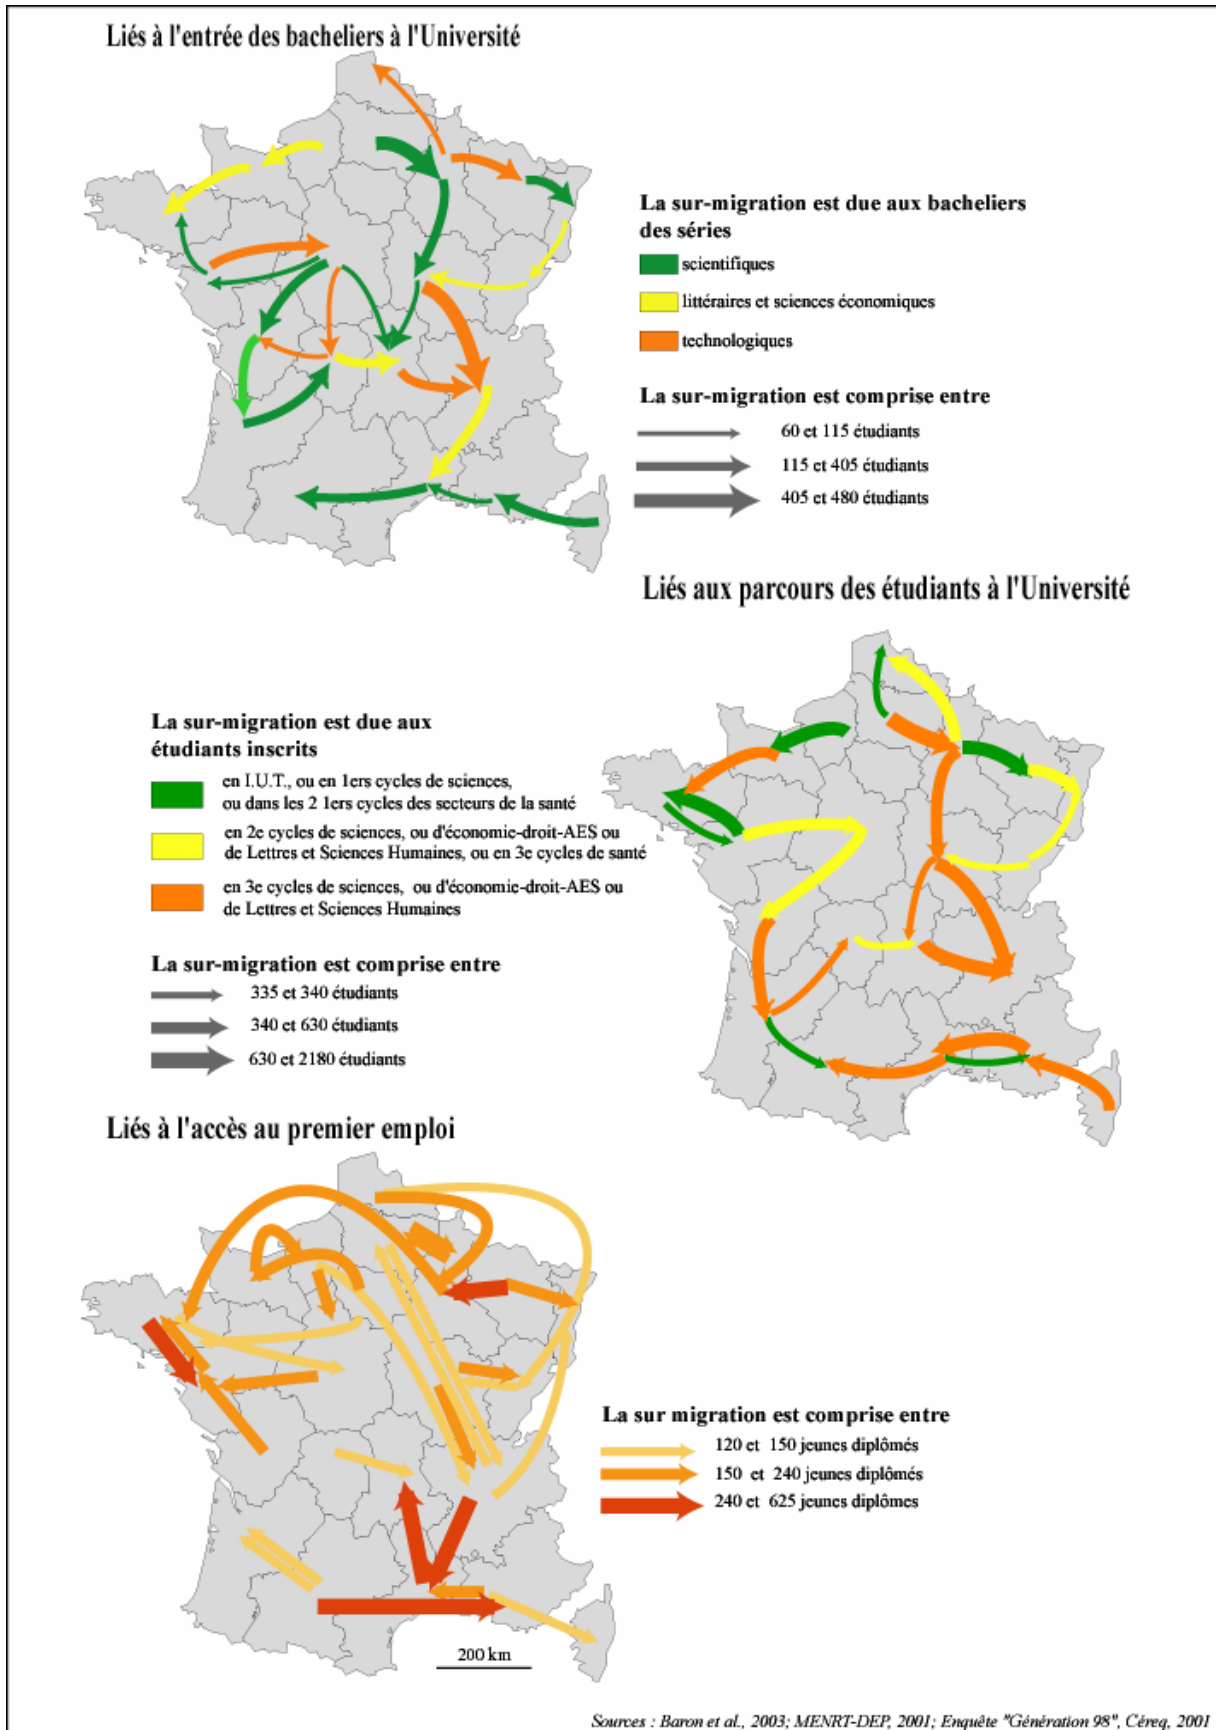 Liés à l'entrée des bacheliers à l'Université
La sur-migration est due aux bacheliers
des séries
scientifiques
littéraires et sciences économiques
technologiques
La sur-migration est comprise entre
60 et 115 étudiants
115 et 405 étudiants
405 et 480 étudiants
Liés aux parcours des étudiants à l'Université
La sur-migration est due aux
étudiants inscrits
en I.U.T., ou en 1ers cycles de sciences,
ou dans les 2 1ers cycles des secteurs de la santé
en 2e cycles de sciences, ou d'économie-droit-AES ou
de Lettres et Sciences Humaines, ou en 3e cycles de santé
en 3e cycles de sciences, ou d'économie-droit-AES ou
de Lettres et Sciences Humaines
La sur-migration est comprise entre
335 et 340 étudiants
340 et 630 étudiants
630 et 2180 étudiants
Liés à l'accès au premier emploi
La sur migration est comprise entre
120 et 150 jeunes diplômés
150 et 240 jeunes diplômés
240 et 625 jeunes diplômes
200 km
Sources : Baron et al., 2003; MENRT-DEP, 2001; Enquête "Génération 98", Céreq, 2001